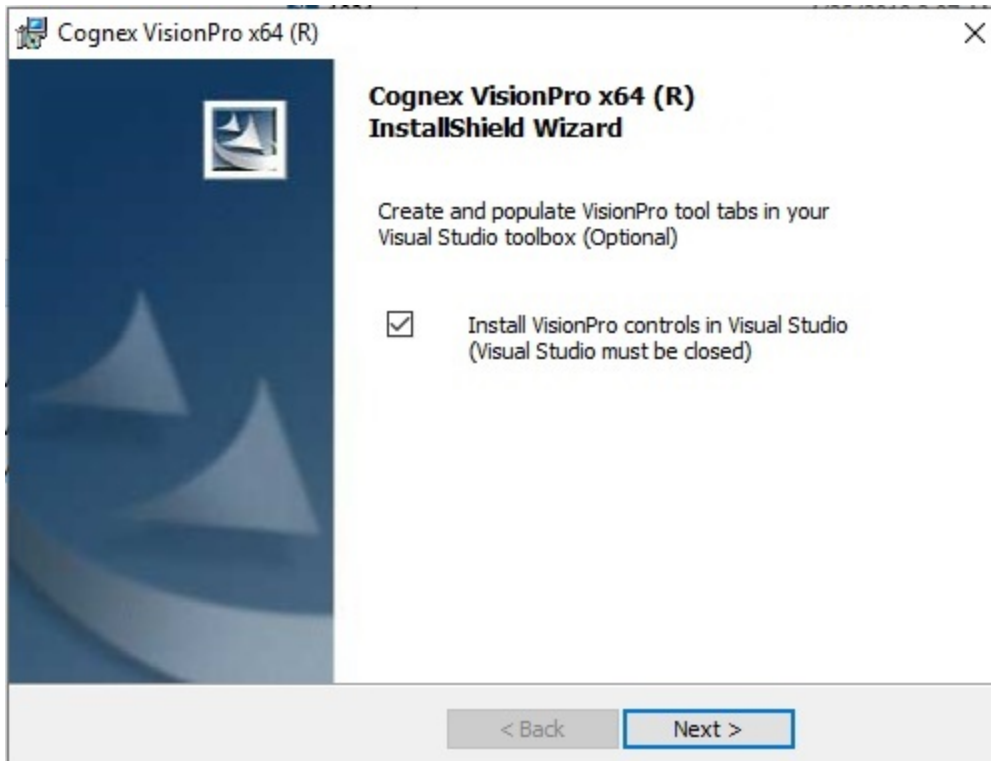 Cognex VisionPro x64 (R)
Cognex VisionPro x64 (R)
InstallShield Wizard
Create and populate VisionPro tool tabs in your
Visual Studio toolbox (Optional)
Install VisionPro controls in Visual Studio
(Visual Studio must be closed)
< Back
Next >